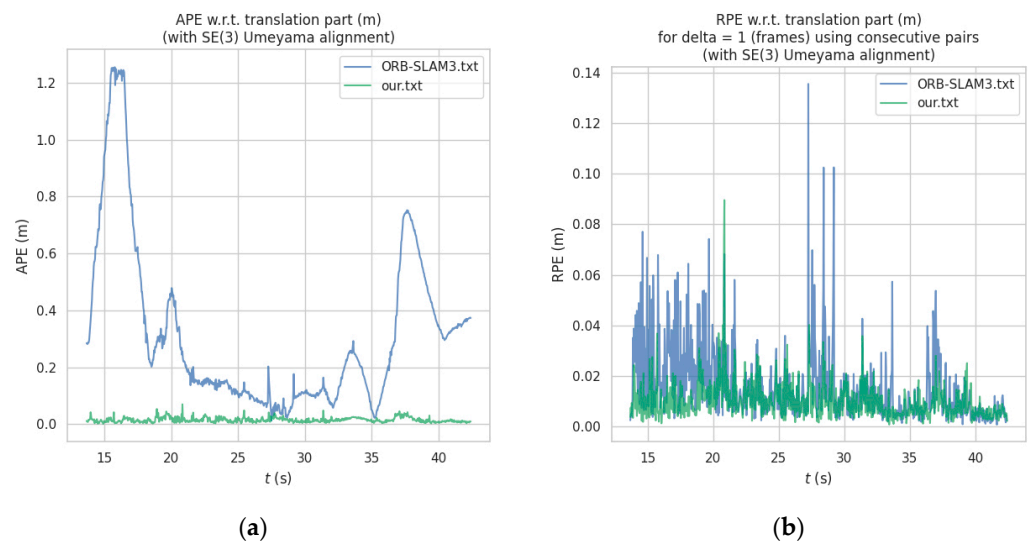 APE w.r.t. translation part (m)
(with SE(3) Umeyama alignment)
ORB-SLAM3.txt
our.txt
1.2
1.0
0.8
0.6
0.4
0.2
0.0
APE (m)
15 20 25 30 35 40
t (s)
(a)
RPE w.r.t. translation part (m)
for delta = 1 (frames) using consecutive pairs
(with SE(3) Umeyama alignment)
ORB-SLAM3.txt
our.txt
0.14
0.12
0.10
0.08
0.06
0.04
0.02
0.00
RPE (m)
15 20 25 30 35 40
t (s)
(b)